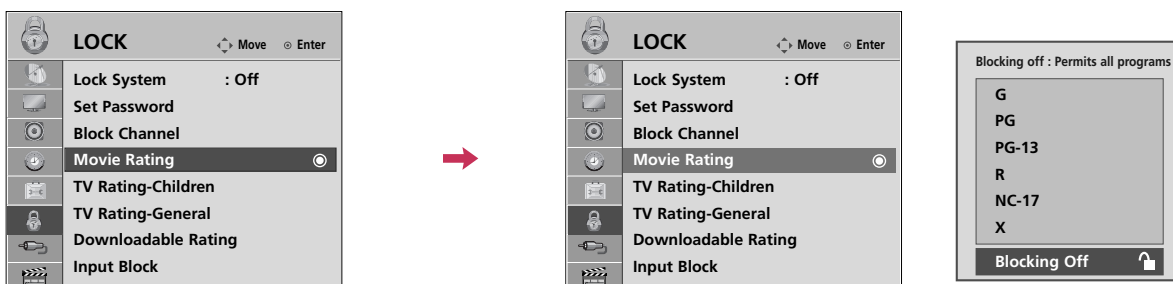 LOCK
Move Enter
Lock System : Off
Set Password
Block Channel
Movie Rating
TV Rating-Children
TV Rating-General
Downloadable Rating
Input Block
LOCK
Move Enter
Lock System : Off
Set Password
Block Channel
Movie Rating
TV Rating-Children
TV Rating-General
Downloadable Rating
Input Block
Blocking off : Permits all programs
G
PG
PG-13
R
NC-17
X
Blocking Off